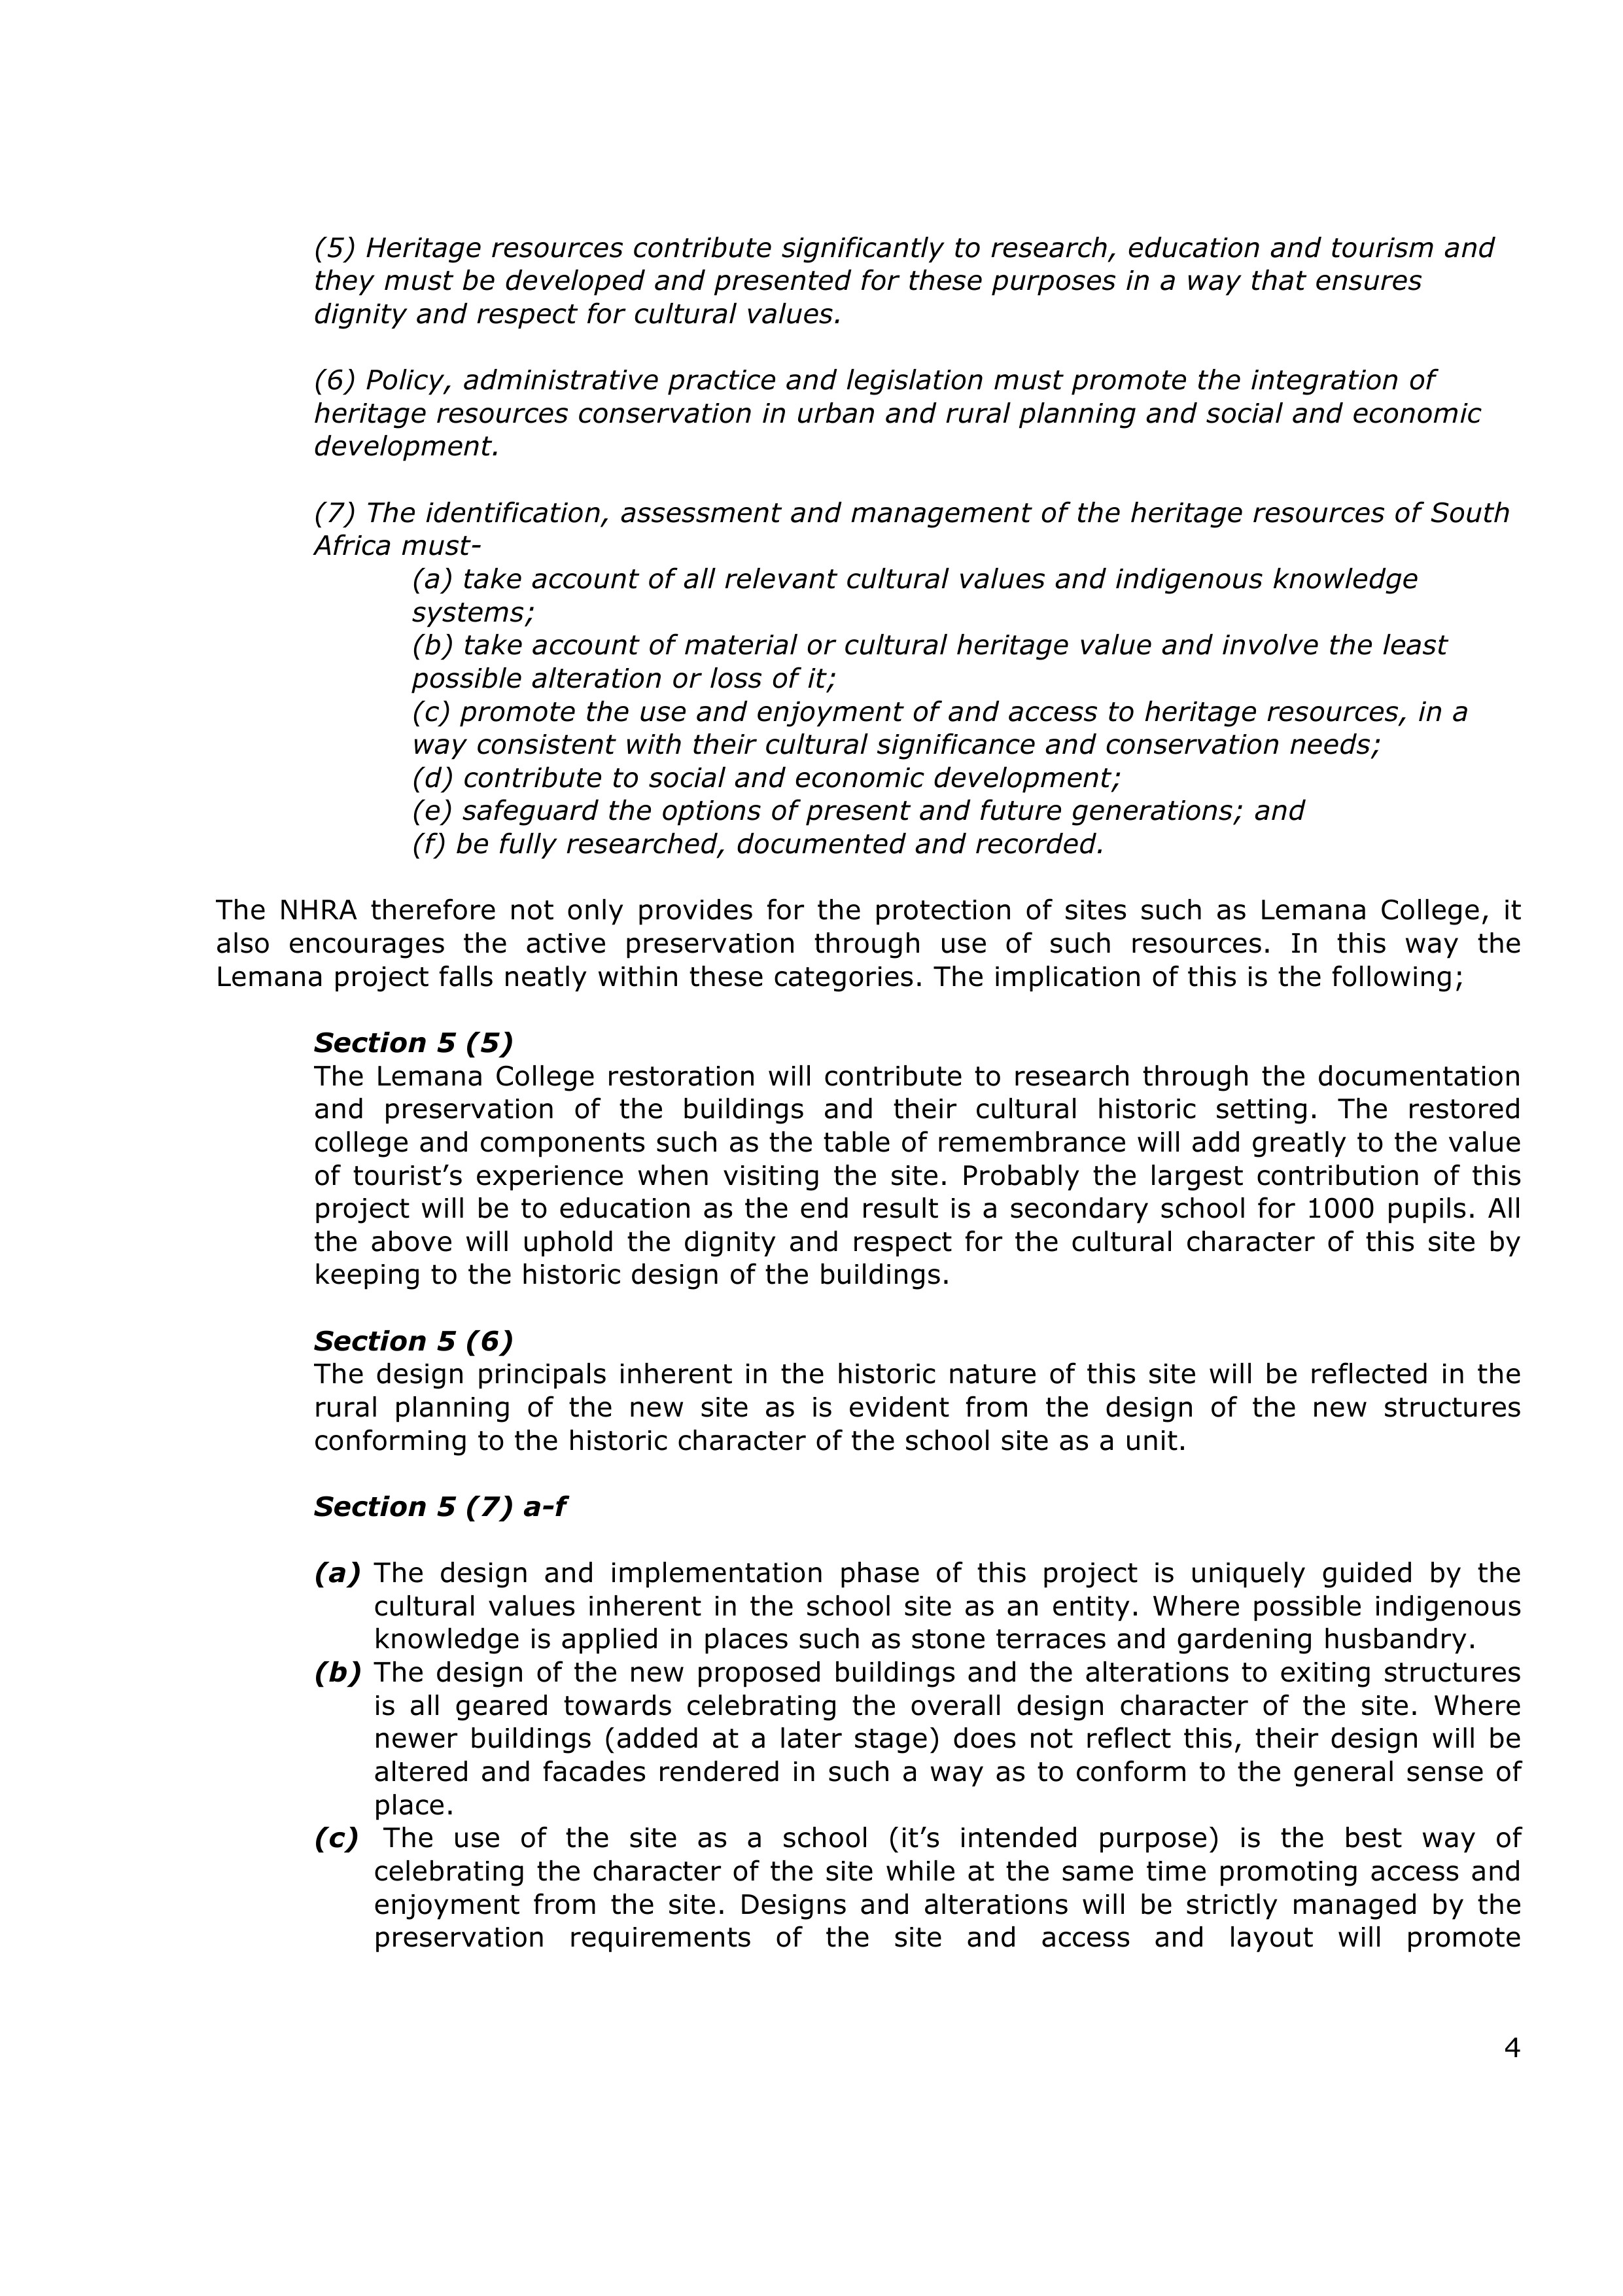 (5) Heritage resources contribute significantly to research, education and tourism and
they must be developed and presented for these purposes in a way that ensures
dignity and respect for cultural values.
(6) Policy, administrative practice and legislation must promote the integration of
heritage resources conservation in urban and rural planning and social and economic
development.
(7) The identification, assessment and management of the heritage resources of South
Africa must-
(a) take account of all relevant cultural values and indigenous knowledge
systems;
(b) take account of material or cultural heritage value and involve the least
possible alteration or loss of it;
(c) promote the use and enjoyment of and access to heritage resources, in a
way consistent with their cultural significance and conservation needs;
(d) contribute to social and economic development;
(e) safeguard the options of present and future generations; and
(f) be fully researched, documented and recorded.
The NHRA therefore not only provides for the protection of sites such as Lemana College, it
also encourages the active preservation through use of such resources. In this way the
Lemana project falls neatly within these categories. The implication of this is the following;
Section 5 (5)
The Lemana College restoration will contribute to research through the documentation
and preservation of the buildings and their cultural historic setting. The restored
college and components such as the table of remembrance will add greatly to the value
of tourist’s experience when visiting the site. Probably the largest contribution of this
project will be to education as the end result is a secondary school for 1000 pupils. All
the above will uphold the dignity and respect for the cultural character of this site by
keeping to the historic design of the buildings.
Section 5 (6)
The design principals inherent in the historic nature of this site will be reflected in the
rural planning of the new site as is evident from the design of the new structures
conforming to the historic character of the school site as a unit.
Section 5 (7) a-f
(a) The design and implementation phase of this project is uniquely guided by the
cultural values inherent in the school site as an entity. Where possible indigenous
knowledge is applied in places such as stone terraces and gardening husbandry.
(b) The design of the new proposed buildings and the alterations to exiting structures
is all geared towards celebrating the overall design character of the site. Where
newer buildings (added at a later stage) does not reflect this, their design will be
altered and facades rendered in such a way as to conform to the general sense of
place.
(c) The use of the site as a school (it’s intended purpose) is the best way of
celebrating the character of the site while at the same time promoting access and
enjoyment from the site. Designs and alterations will be strictly managed by the
preservation requirements of the site and access and layout will promote
4